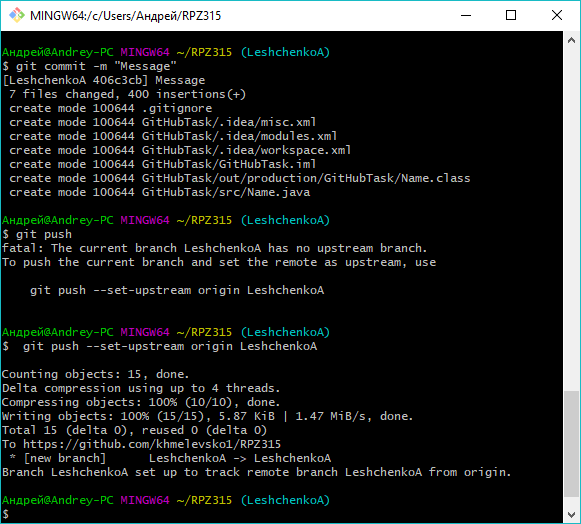 MINGW64:/c/Users/Андрей/RPZ315
Андрей@Andrey-PC MINGW64 ~/RPZ315 (LeshchenkoA)
$ git commit -m "Message"
[LeshchenkoA 406c3cb] Message
 7 files changed, 400 insertions(+)
 create mode 100644 .gitignore
 create mode 100644 GitHubTask/.idea/misc.xml
 create mode 100644 GitHubTask/.idea/modules.xml
 create mode 100644 GitHubTask/.idea/workspace.xml
 create mode 100644 GitHubTask/GitHubTask.iml
 create mode 100644 GitHubTask/out/production/GitHubTask/Name.class
 create mode 100644 GitHubTask/src/Name.java
Андрей@Andrey-PC MINGW64 ~/RPZ315 (LeshchenkoA)
$ git push
fatal: The current branch LeshchenkoA has no upstream branch.
To push the current branch and set the remote as upstream, use
    git push --set-upstream origin LeshchenkoA
Андрей@Andrey-PC MINGW64 ~/RPZ315 (LeshchenkoA)
$  git push --set-upstream origin LeshchenkoA
Counting objects: 15, done.
Delta compression using up to 4 threads.
Compressing objects: 100% (10/10), done.
Writing objects: 100% (15/15), 5.87 KiB | 1.47 MiB/s, done.
Total 15 (delta 0), reused 0 (delta 0)
To https://github.com/khmelevsko1/RPZ315
 * [new branch]      LeshchenkoA -> LeshchenkoA
Branch LeshchenkoA set up to track remote branch LeshchenkoA from origin.
Андрей@Andrey-PC MINGW64 ~/RPZ315 (LeshchenkoA)
$